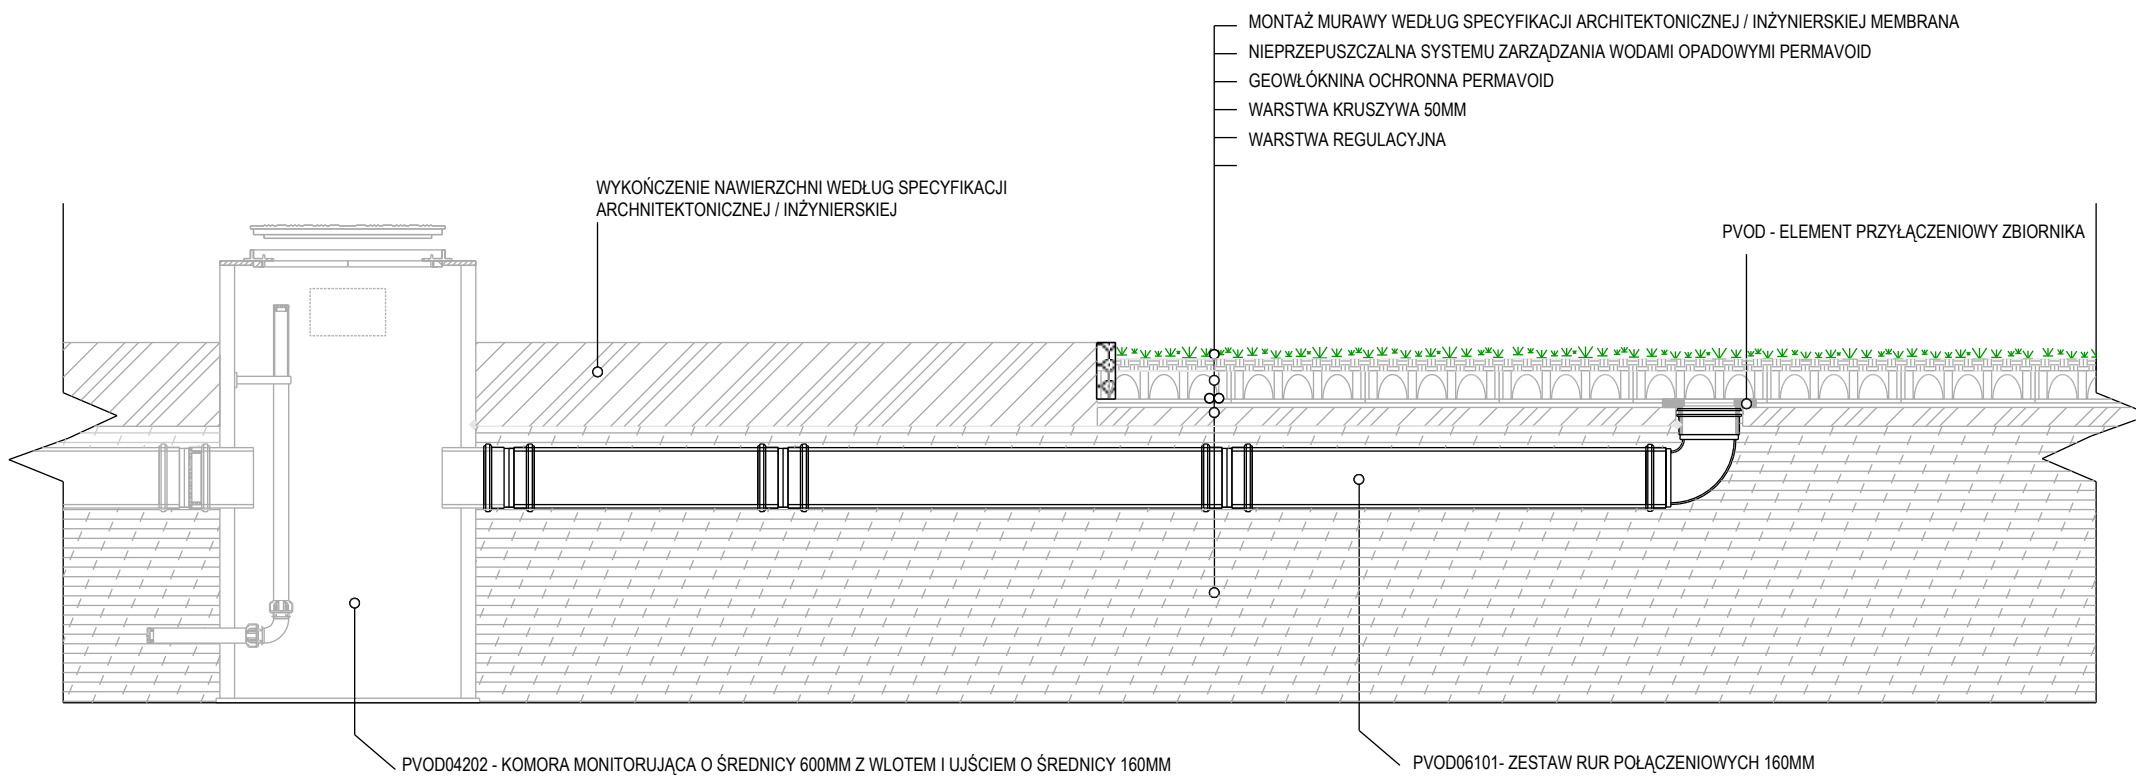 MONTAŻ MURAWY WEDŁUG SPECYFIKACJI ARCHITEKTONICZNEJ / INŻYNIERSKIEJ MEMBRANA
NIEPRZEPUSZCZALNA SYSTEMU ZARZĄDZANIA WODAMI OPADOWYMI PERMAVOID
GEOWŁÓKNINA OCHRONNA PERMAVOID
WARSTWA KRUSZYWA 50MM
WARSTWA REGULACYJNA
WYKOŃCZENIE NAWIERZCHNI WEDŁUG SPECYFIKACJI
ARCHNITEKTONICZNEJ / INŻYNIERSKIEJ
PVOD - ELEMENT PRZYŁĄCZENIOWY ZBIORNIKA
PVOD04202 - KOMORA MONITORUJĄCA O ŚREDNICY 600MM Z WLOTEM I UJŚCIEM O ŚREDNICY 160MM
PVOD06101- ZESTAW RUR POŁĄCZENIOWYCH 160MM